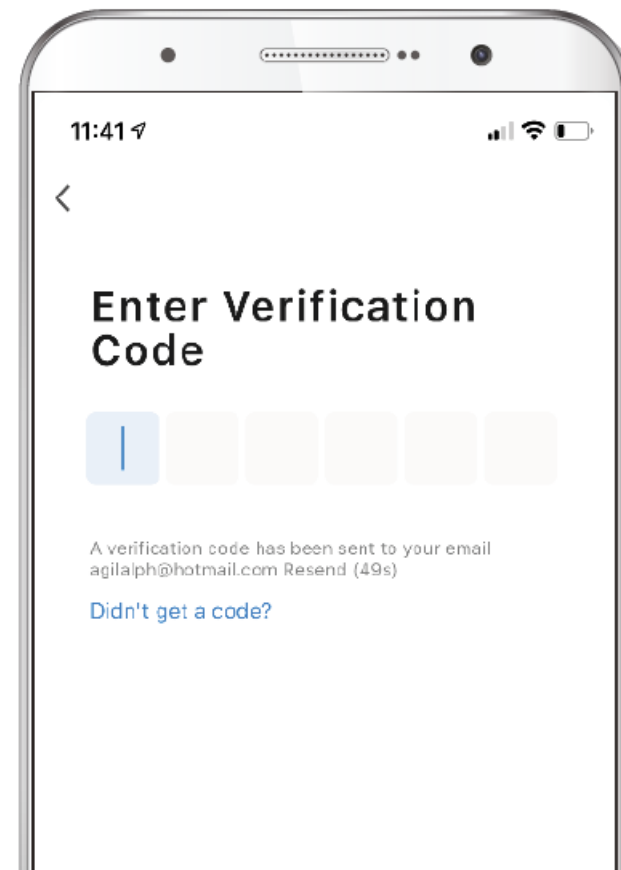 11:41
Enter Verification
Code
A verification code has been sent to your email
agilalph@hotmail.com Resend (49s)
Didn't get a code?